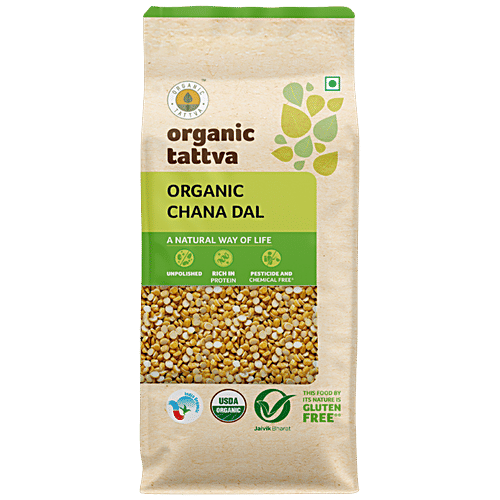 ORGANIC
TATTVA
™
organic
tattva
ORGANIC
CHANA DAL
A NATURAL WAY OF LIFE
UNPOLISHED
RICH IN
PROTEIN
PESTICIDE AND
CHEMICAL FREE*
USDA
ORGANIC
Jaivik Bharat
THIS FOOD BY
ITS NATURE IS
GLUTEN
FREE**